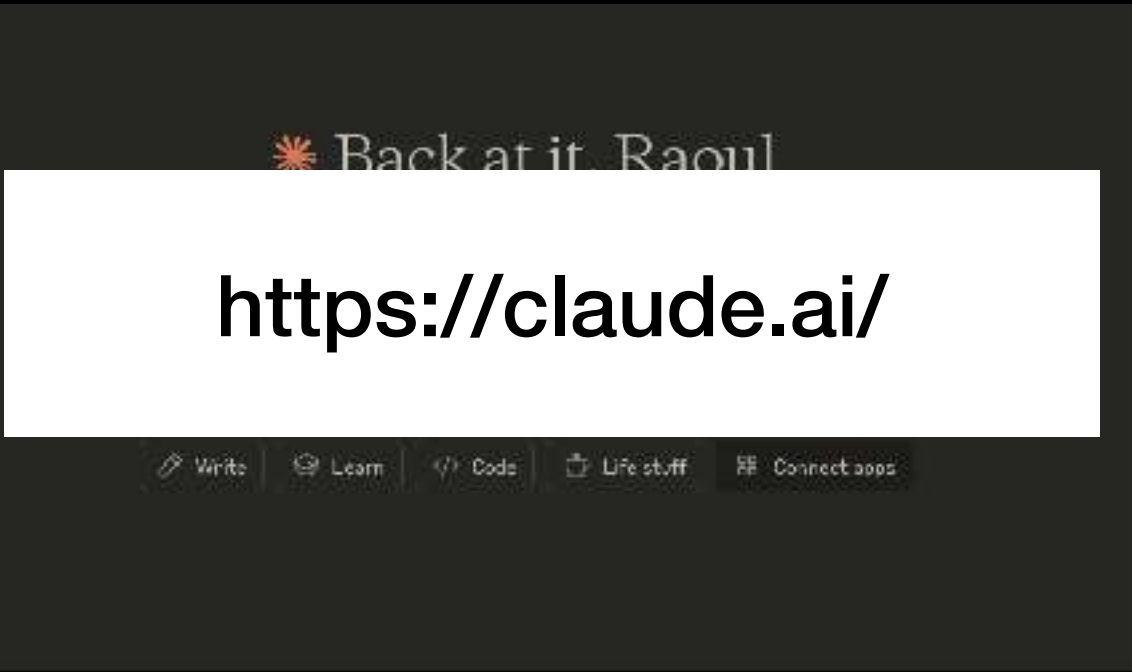 Back at it, Raoul
https://claude.ai/
Write
Learn
Code
Life stuff
Connect apps